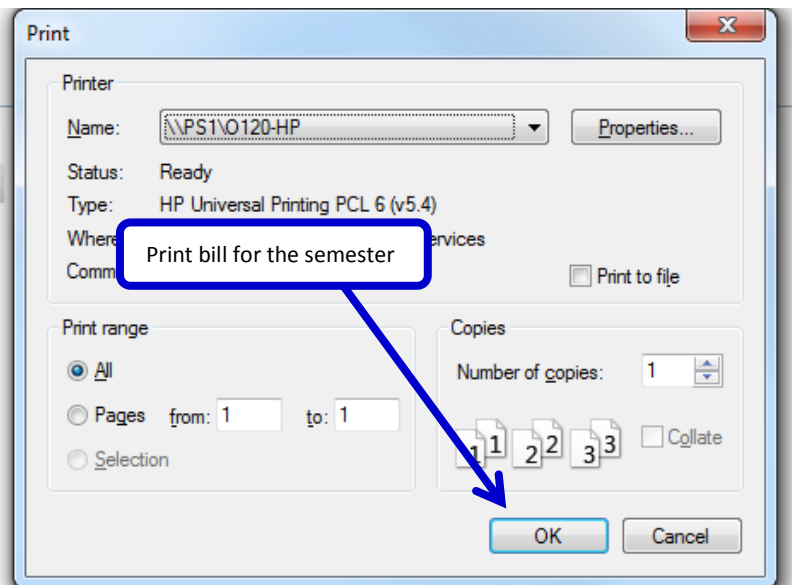 Print
Printer
Name: \\PS1\O120-HP Properties...
Status: Ready
Type: HP Universal Printing PCL 6 (v5.4)
Where
Print bill for the semester
Comm
Print to file
Print range
All
Pages from: 1 to: 1
Selection
Copies
Number of copies: 1
1 1 2 2 3 3 Collate
OK Cancel